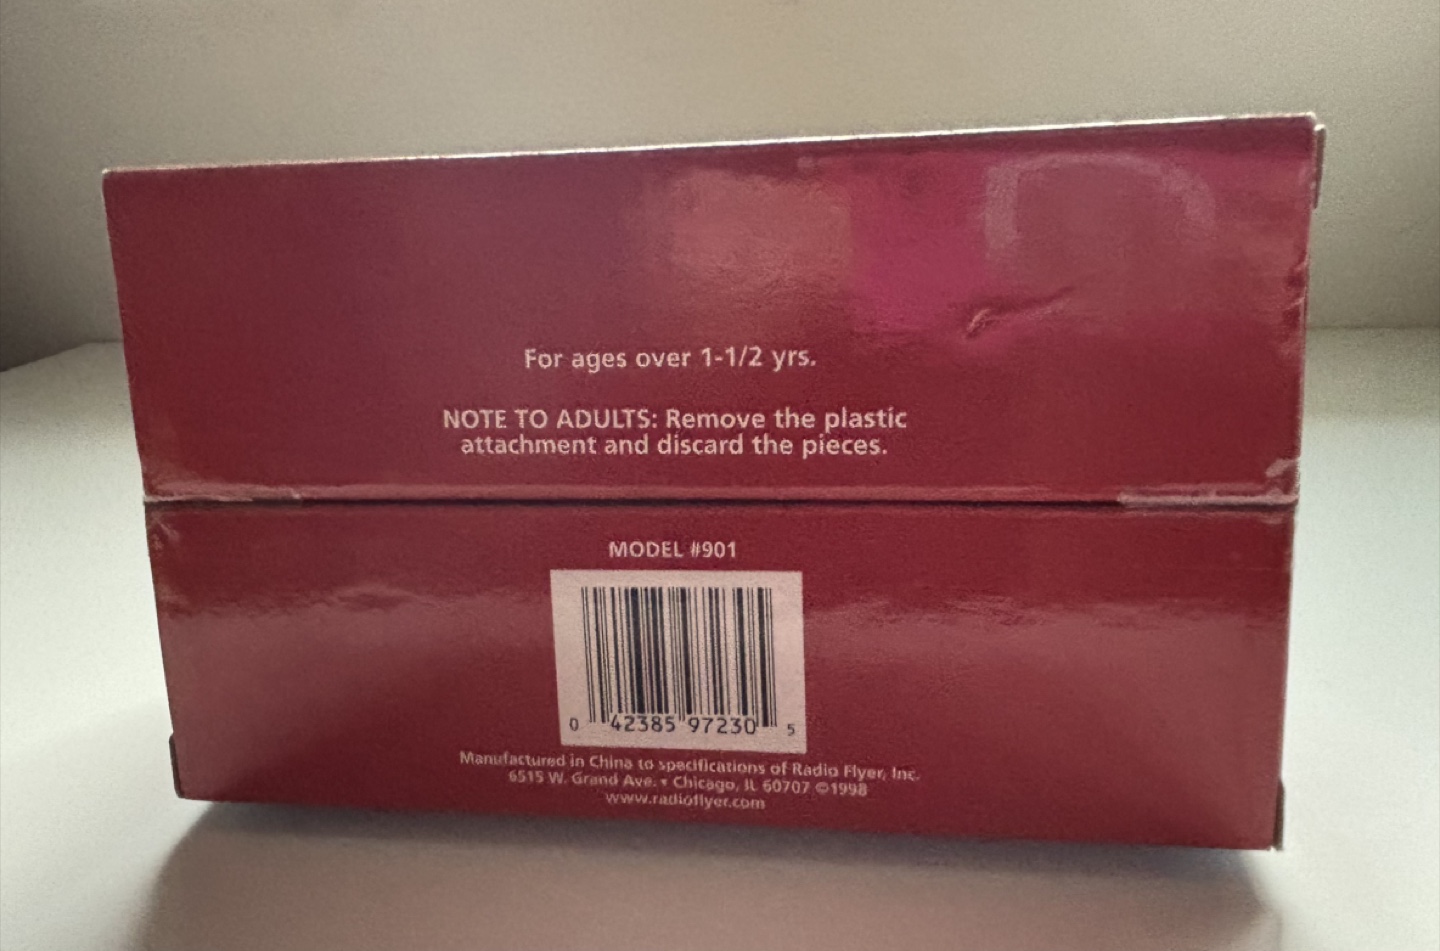 For ages over 1-1/2 yrs.
NOTE TO ADULTS: Remove the plastic
attachment and discard the pieces.
MODEL #901
0 42385 97230 5
Manufactured in China to specifications of Radio Flyer, Inc.
6515 W. Grand Ave. • Chicago, IL 60707 ©1998
www.radioflyer.com